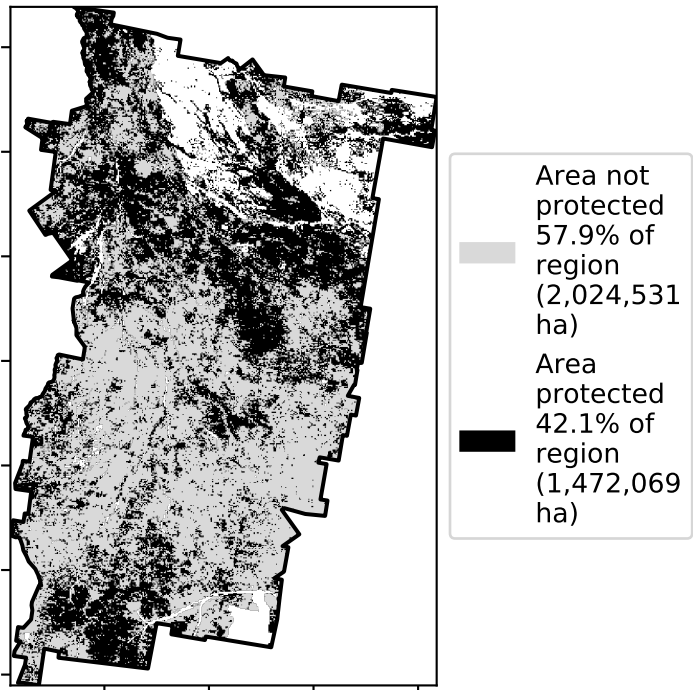 Area not
protected
57.9% of
region
(2,024,531
ha)
Area
protected
42.1% of
region
(1,472,069
ha)